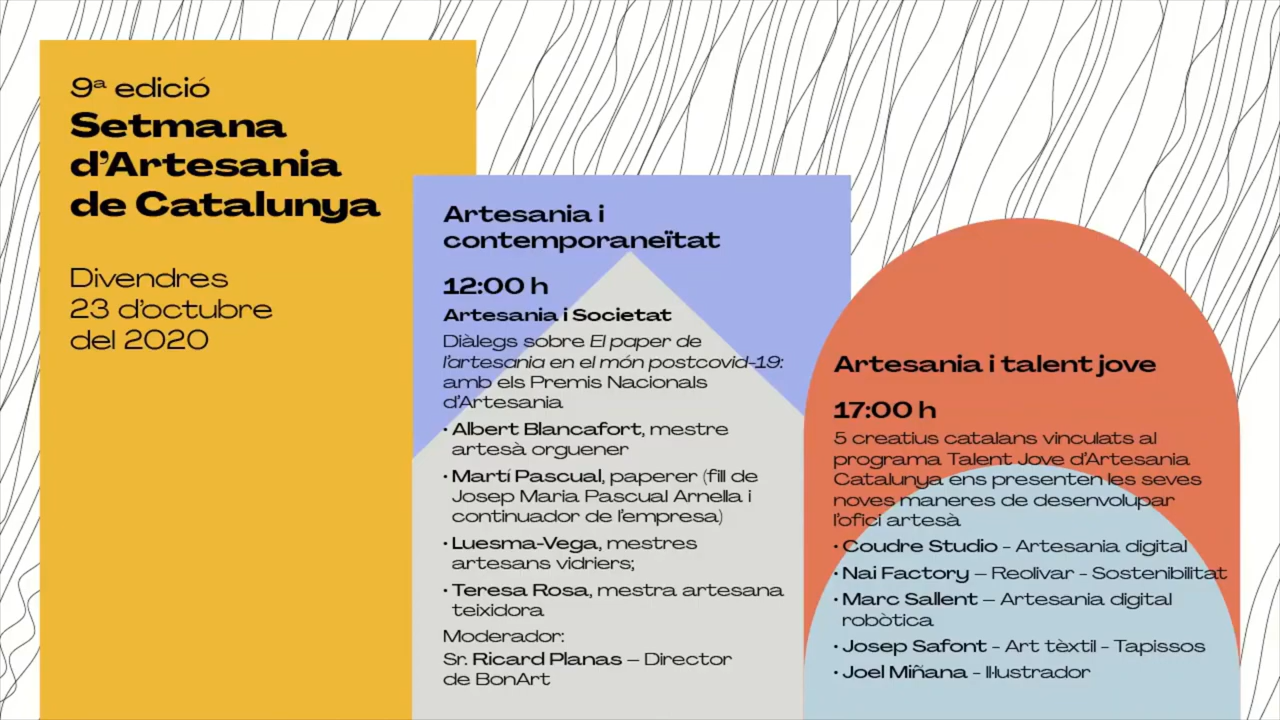 9ª edició
Setmana
d'Artesania
de Catalunya
Divendres
23 d'octubre
del 2020
Artesania i
contemporaneïtat
12:00 h
Artesania i Societat
Diàlegs sobre El paper de
l'artesania en el món postcovid-19:
amb els Premis Nacionals
d'Artesania
• Albert Blancafort, mestre
artesà orguener
• Martí Pascual, paperer (fill de
Josep Maria Pascual Arnella i
continuador de l'empresa)
• Luesma-Vega, mestres
artesans vidriers;
• Teresa Rosa, mestra artesana
teixidora
Moderador:
Sr. Ricard Planas – Director
de BonArt
Artesania i talent jove
17:00 h
5 creatius catalans vinculats al
programa Talent Jove d'Artesania
Catalunya ens presenten les seves
noves maneres de desenvolupar
l'ofici artesà
• Coudre Studio - Artesania digital
• Nai Factory – Reolivar - Sostenibilitat
• Marc Sallent – Artesania digital
robòtica
• Josep Safont - Art tèxtil - Tapissos
• Joel Miñana - Il·lustrador